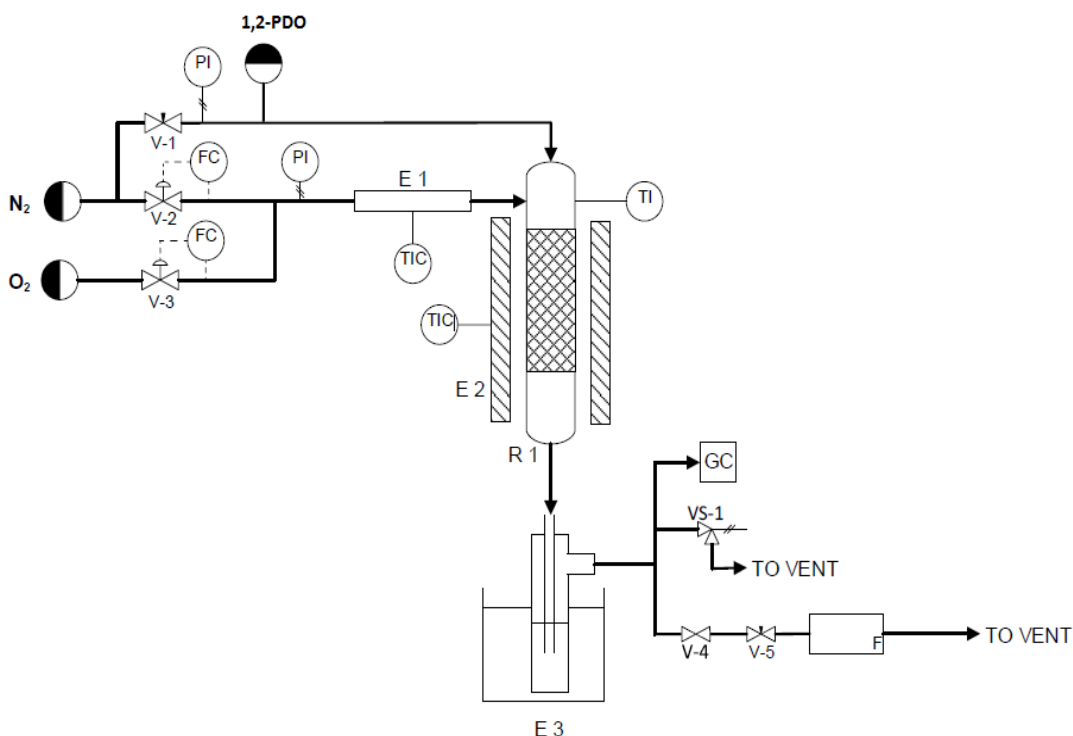 1,2-PDO
PI
V-1
FC
PI
E 1
N2
V-2
TI
FC
TIC
O2
V-3
TIC
E 2
R 1
GC
VS-1
TO VENT
TO VENT
F
V-4
V-5
E 3